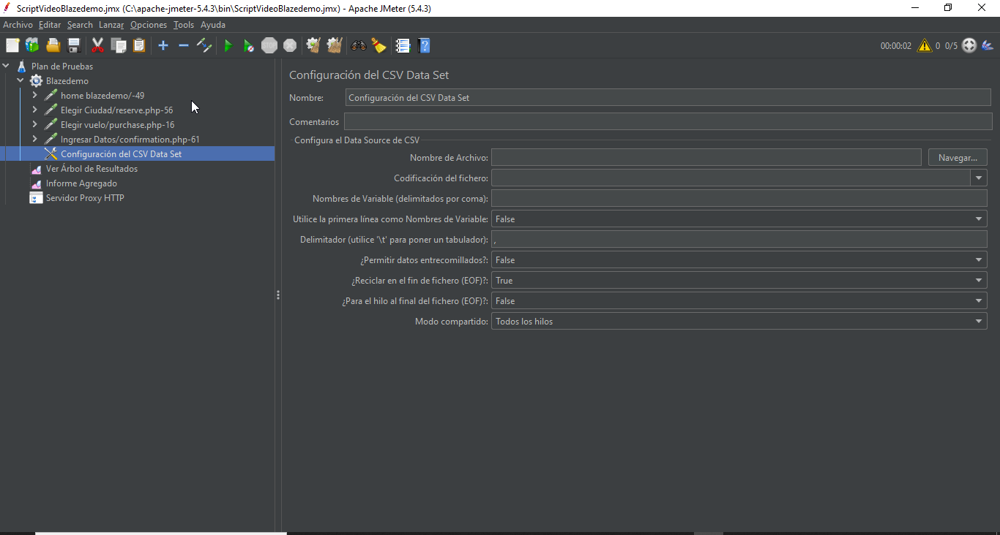 ScriptVideoBlazedemo.jmx (C:\apache-jmeter-5.4.3\bin\ScriptVideoBlazedemo.jmx) - Apache JMeter (5.4.3)
Archivo Editar Search Lanzar Opciones Tools Ayuda
STOP 00:00:02 0 0/5
Plan de Pruebas
Blazedemo
home blazedemo/-49
Elegir Ciudad/reserve.php-56
Elegir vuelo/purchase.php-16
Ingresar Datos/confirmation.php-61
Configuración del CSV Data Set
Ver Árbol de Resultados
Informe Agregado
Servidor Proxy HTTP
Configuración del CSV Data Set
Nombre: Configuración del CSV Data Set
Comentarios
Configura el Data Source de CSV
Nombre de Archivo: Navegar...
Codificación del fichero:
Nombres de Variable (delimitados por coma):
Utilice la primera línea como Nombres de Variable: False
Delimitador (utilice '\t' para poner un tabulador): ,
¿Permitir datos entrecomillados?: False
¿Reciclar en el fin de fichero (EOF)?: True
¿Para el hilo al final del fichero (EOF)?: False
Modo compartido: Todos los hilos